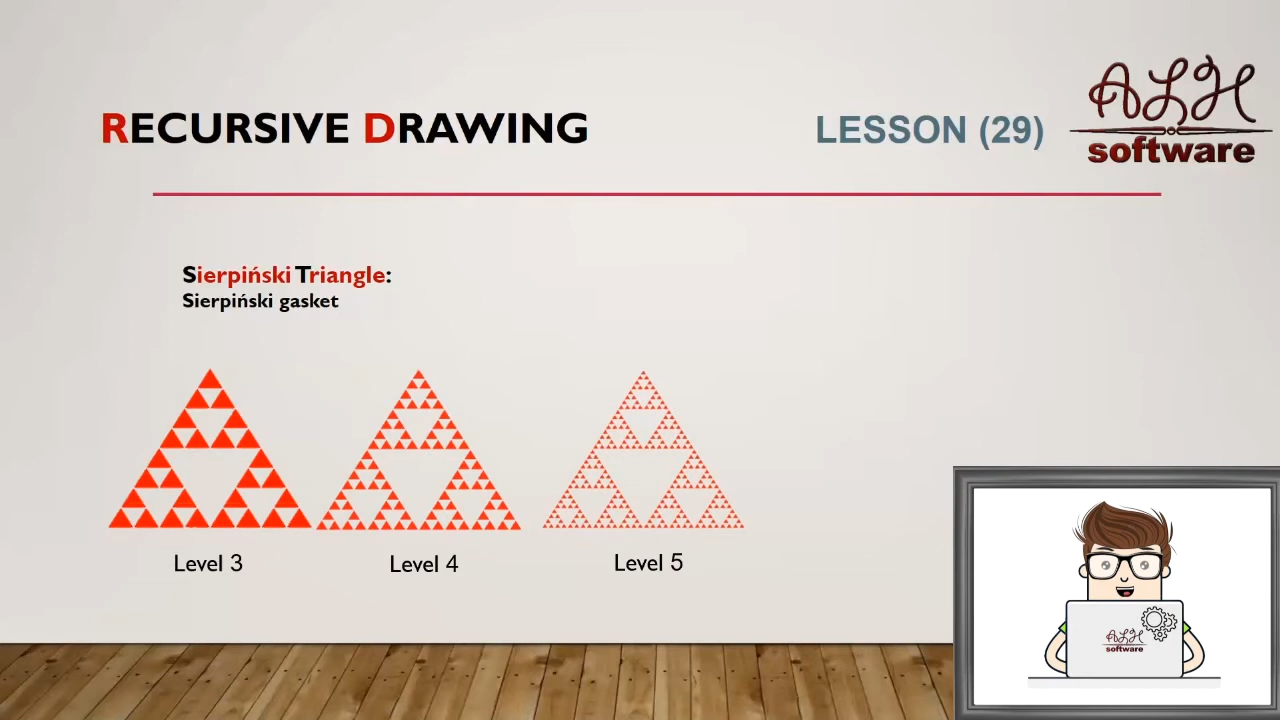 RECURSIVE DRAWING
LESSON (29)
ALH
software
Sierpiński Triangle:
Sierpiński gasket
Level 3
Level 4
Level 5
ALH
software